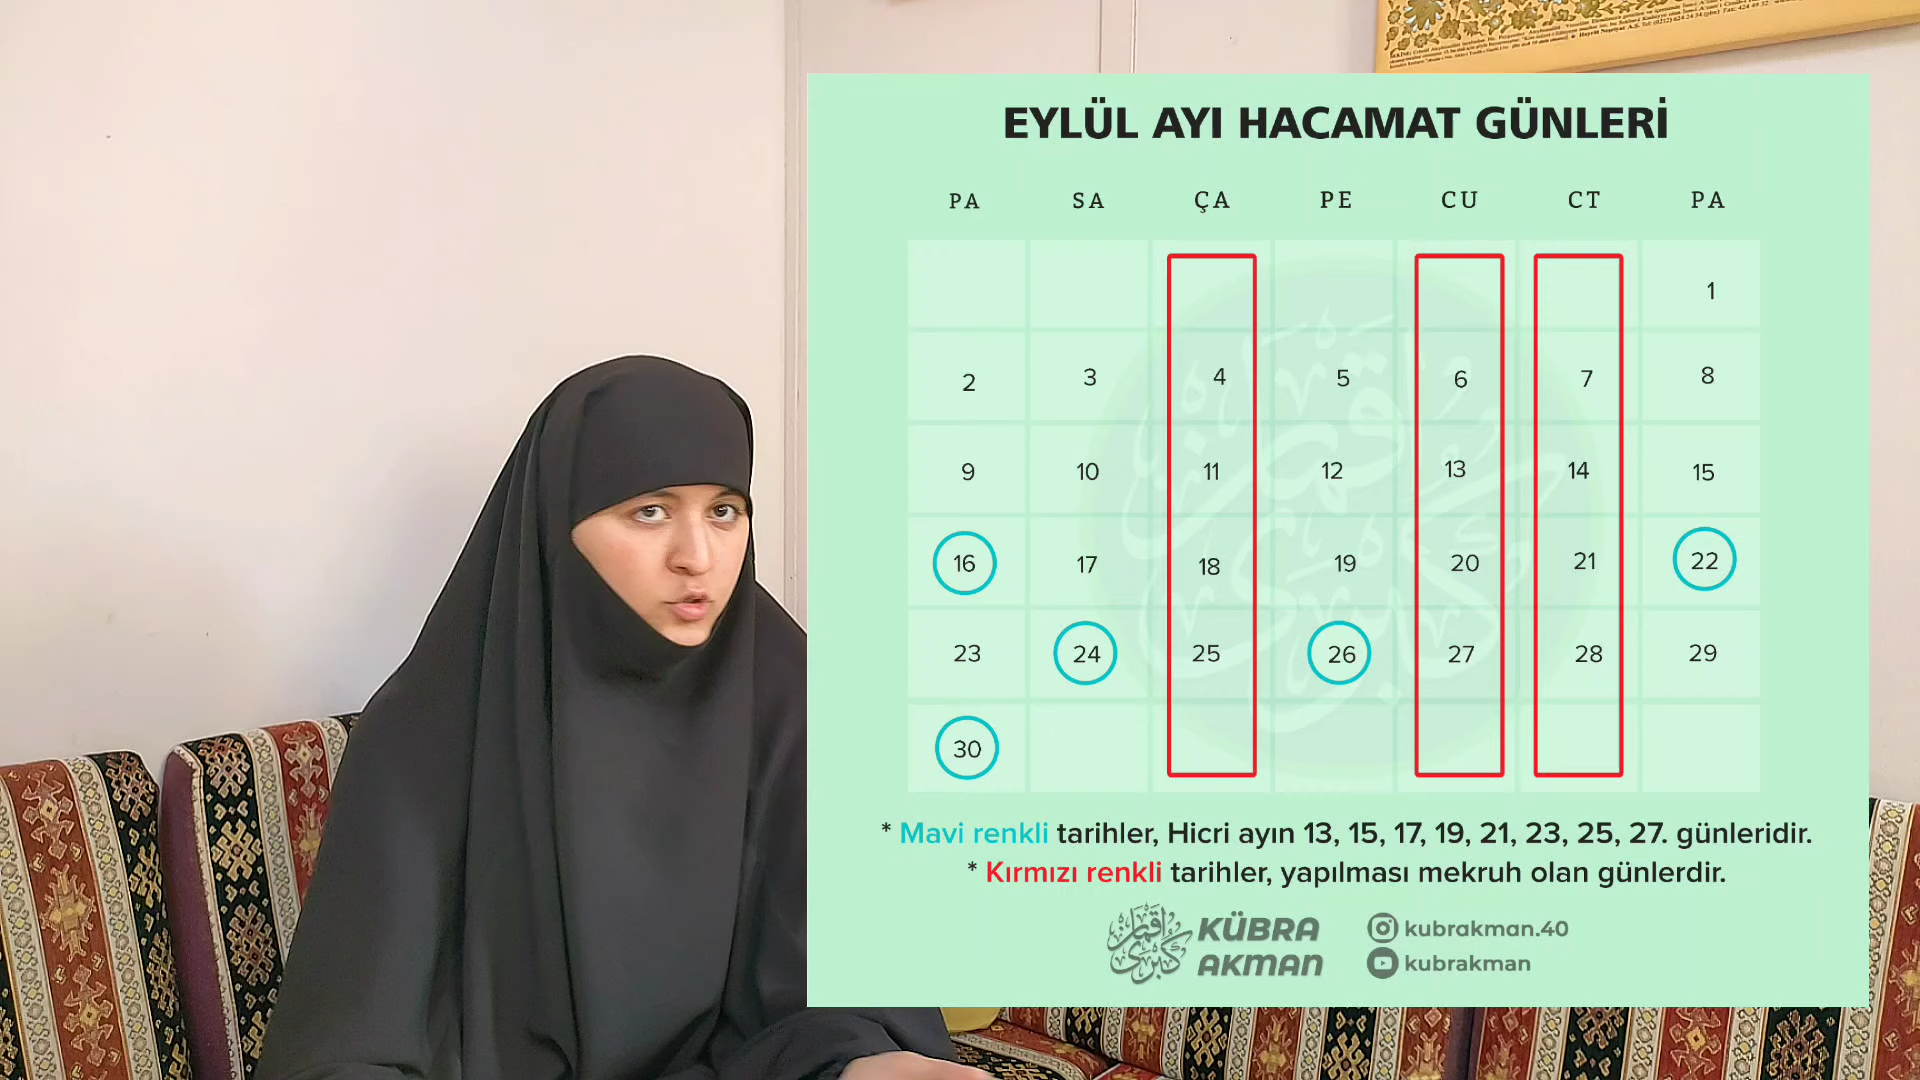 EYLÜL AYI HACAMAT GÜNLERİ
PA SA ÇA PE CU CT PA
1
2 3 4 5 6 7 8
9 10 11 12 13 14 15
16 17 18 19 20 21 22
23 24 25 26 27 28 29
30
* Mavi renkli tarihler, Hicri ayın 13, 15, 17, 19, 21, 23, 25, 27. günleridir.
* Kırmızı renkli tarihler, yapılması mekruh olan günlerdir.
KÜBRA
AKMAN
kubrakman.40
kubrakman